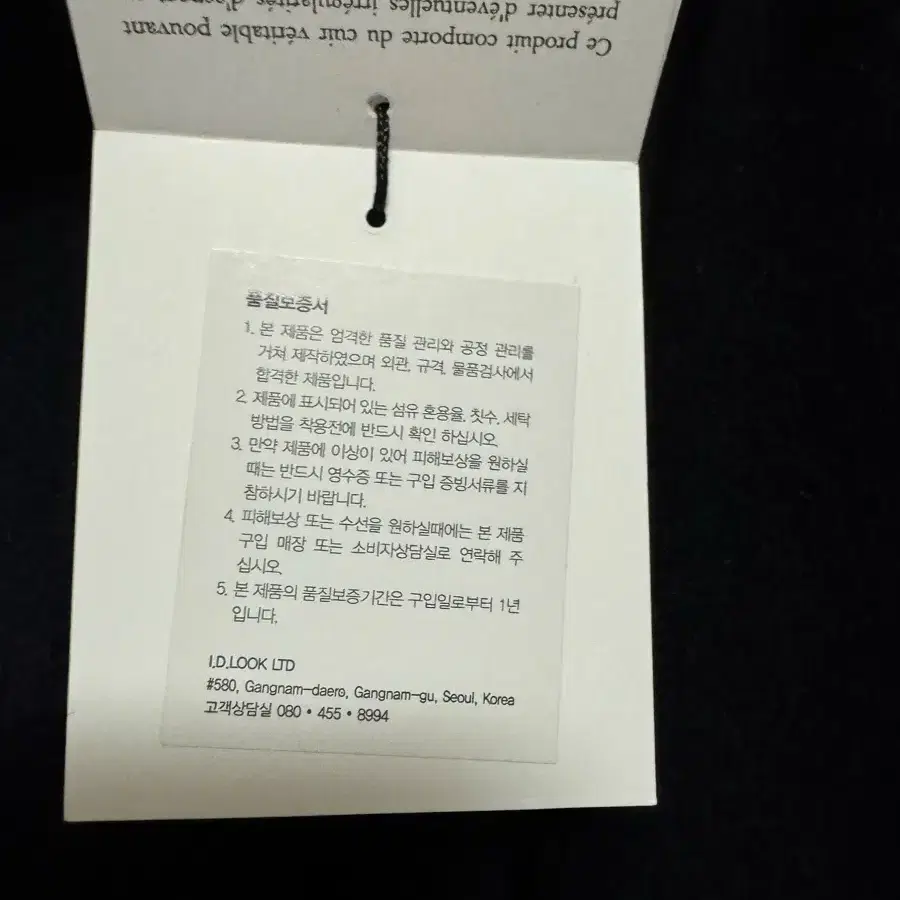 Ce produit comporte du cuir véritable pouvant
présenter d'éventuelles irrégularités d'aspect
품질보증서
1. 본 제품은 엄격한 품질 관리와 공정 관리를
거쳐 제작하였으며 외관, 규격, 물품검사에서
합격한 제품입니다.
2. 제품에 표시되어 있는 섬유 혼용율, 칫수, 세탁
방법을 착용전에 반드시 확인 하십시오.
3. 만약 제품에 이상이 있어 피해보상을 원하실
때는 반드시 영수증 또는 구입 증빙서류를 지
참하시기 바랍니다.
4. 피해보상 또는 수선을 원하실때에는 본 제품
구입 매장 또는 소비자상담실로 연락해 주
십시오.
5. 본 제품의 품질보증기간은 구입일로부터 1년
입니다.
I.D.LOOK LTD
#580, Gangnam-daero, Gangnam-gu, Seoul, Korea
고객상담실 080 • 455 • 8994